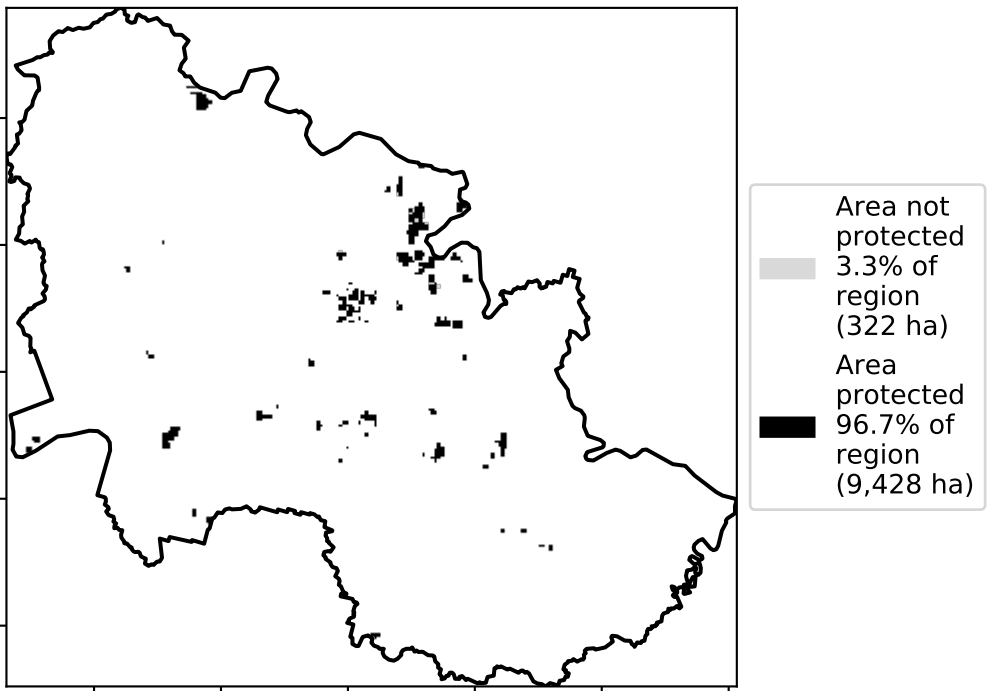 Area not
protected
3.3% of
region
(322 ha)
Area
protected
96.7% of
region
(9,428 ha)